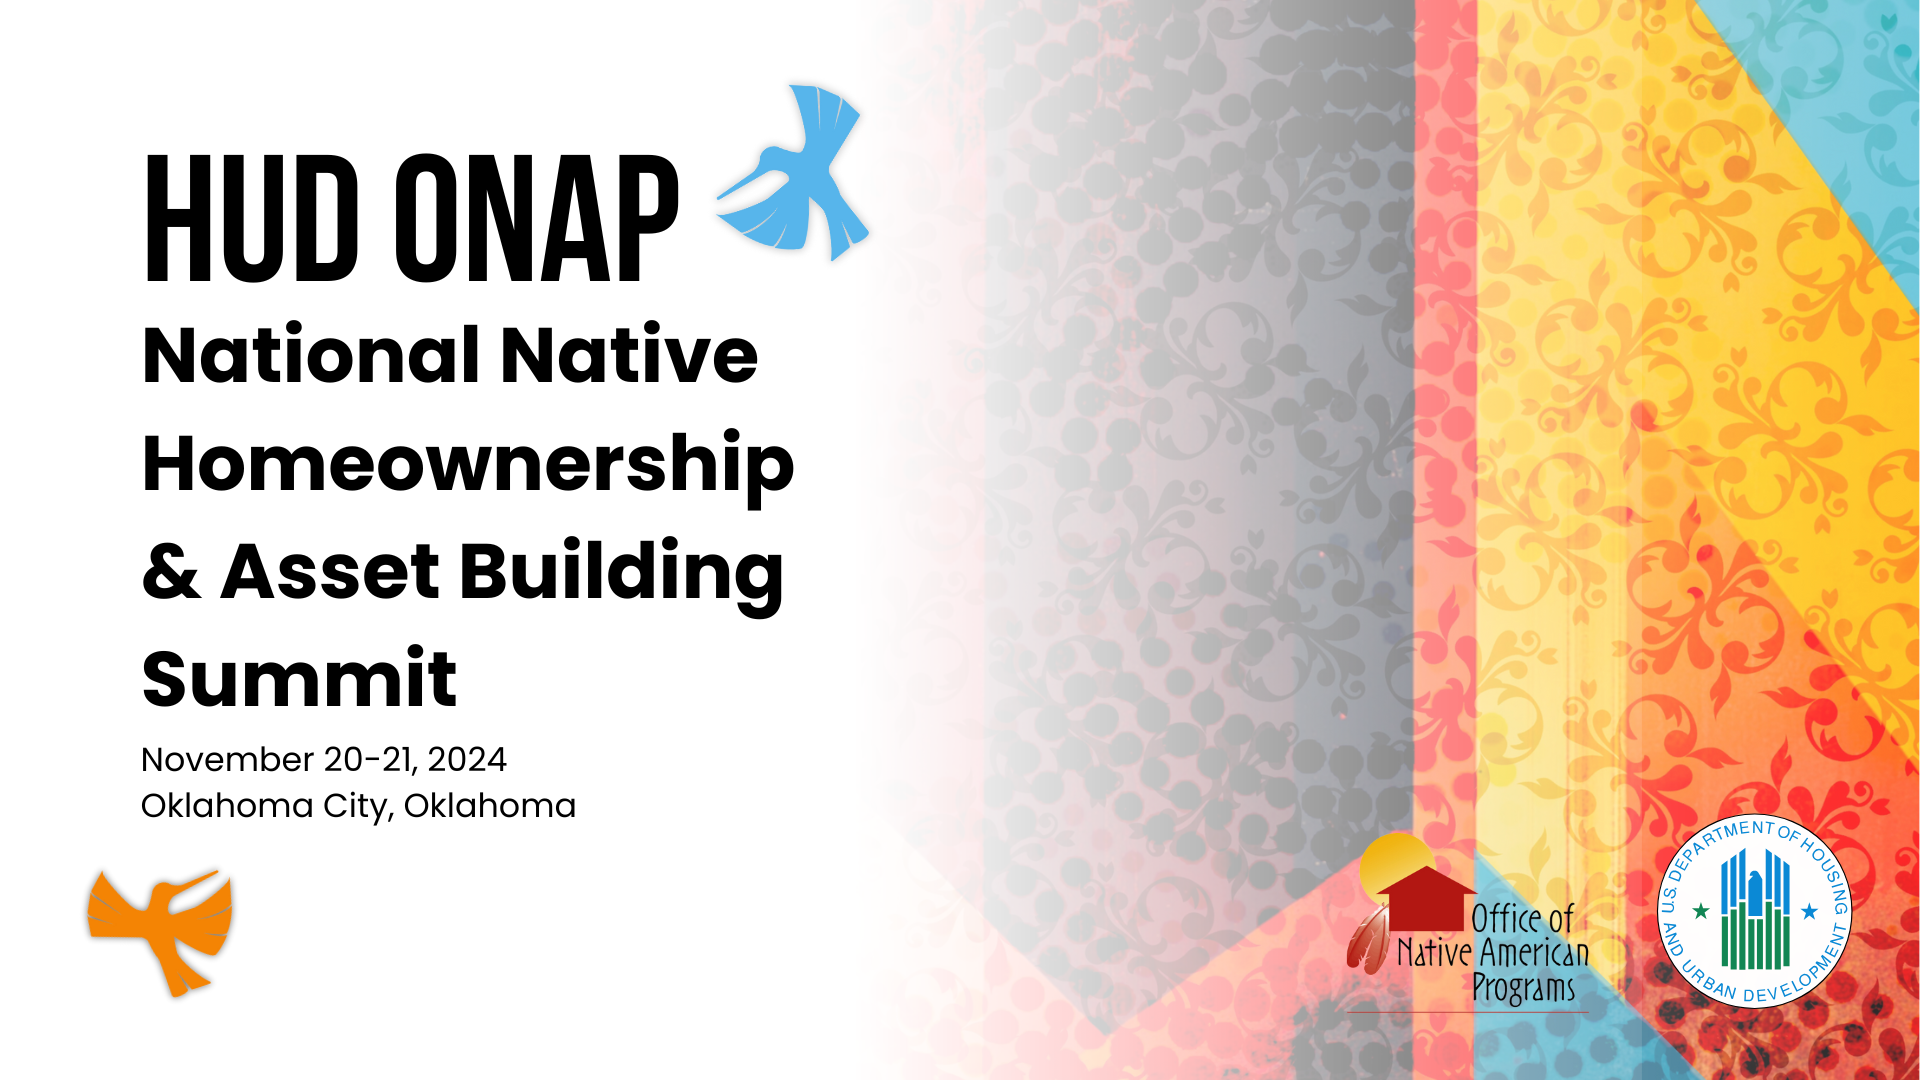 HUD ONAP
National Native
Homeownership
& Asset Building
Summit
November 20-21, 2024
Oklahoma City, Oklahoma
Office of
Native American
Programs
U.S. DEPARTMENT OF HOUSING
AND URBAN DEVELOPMENT